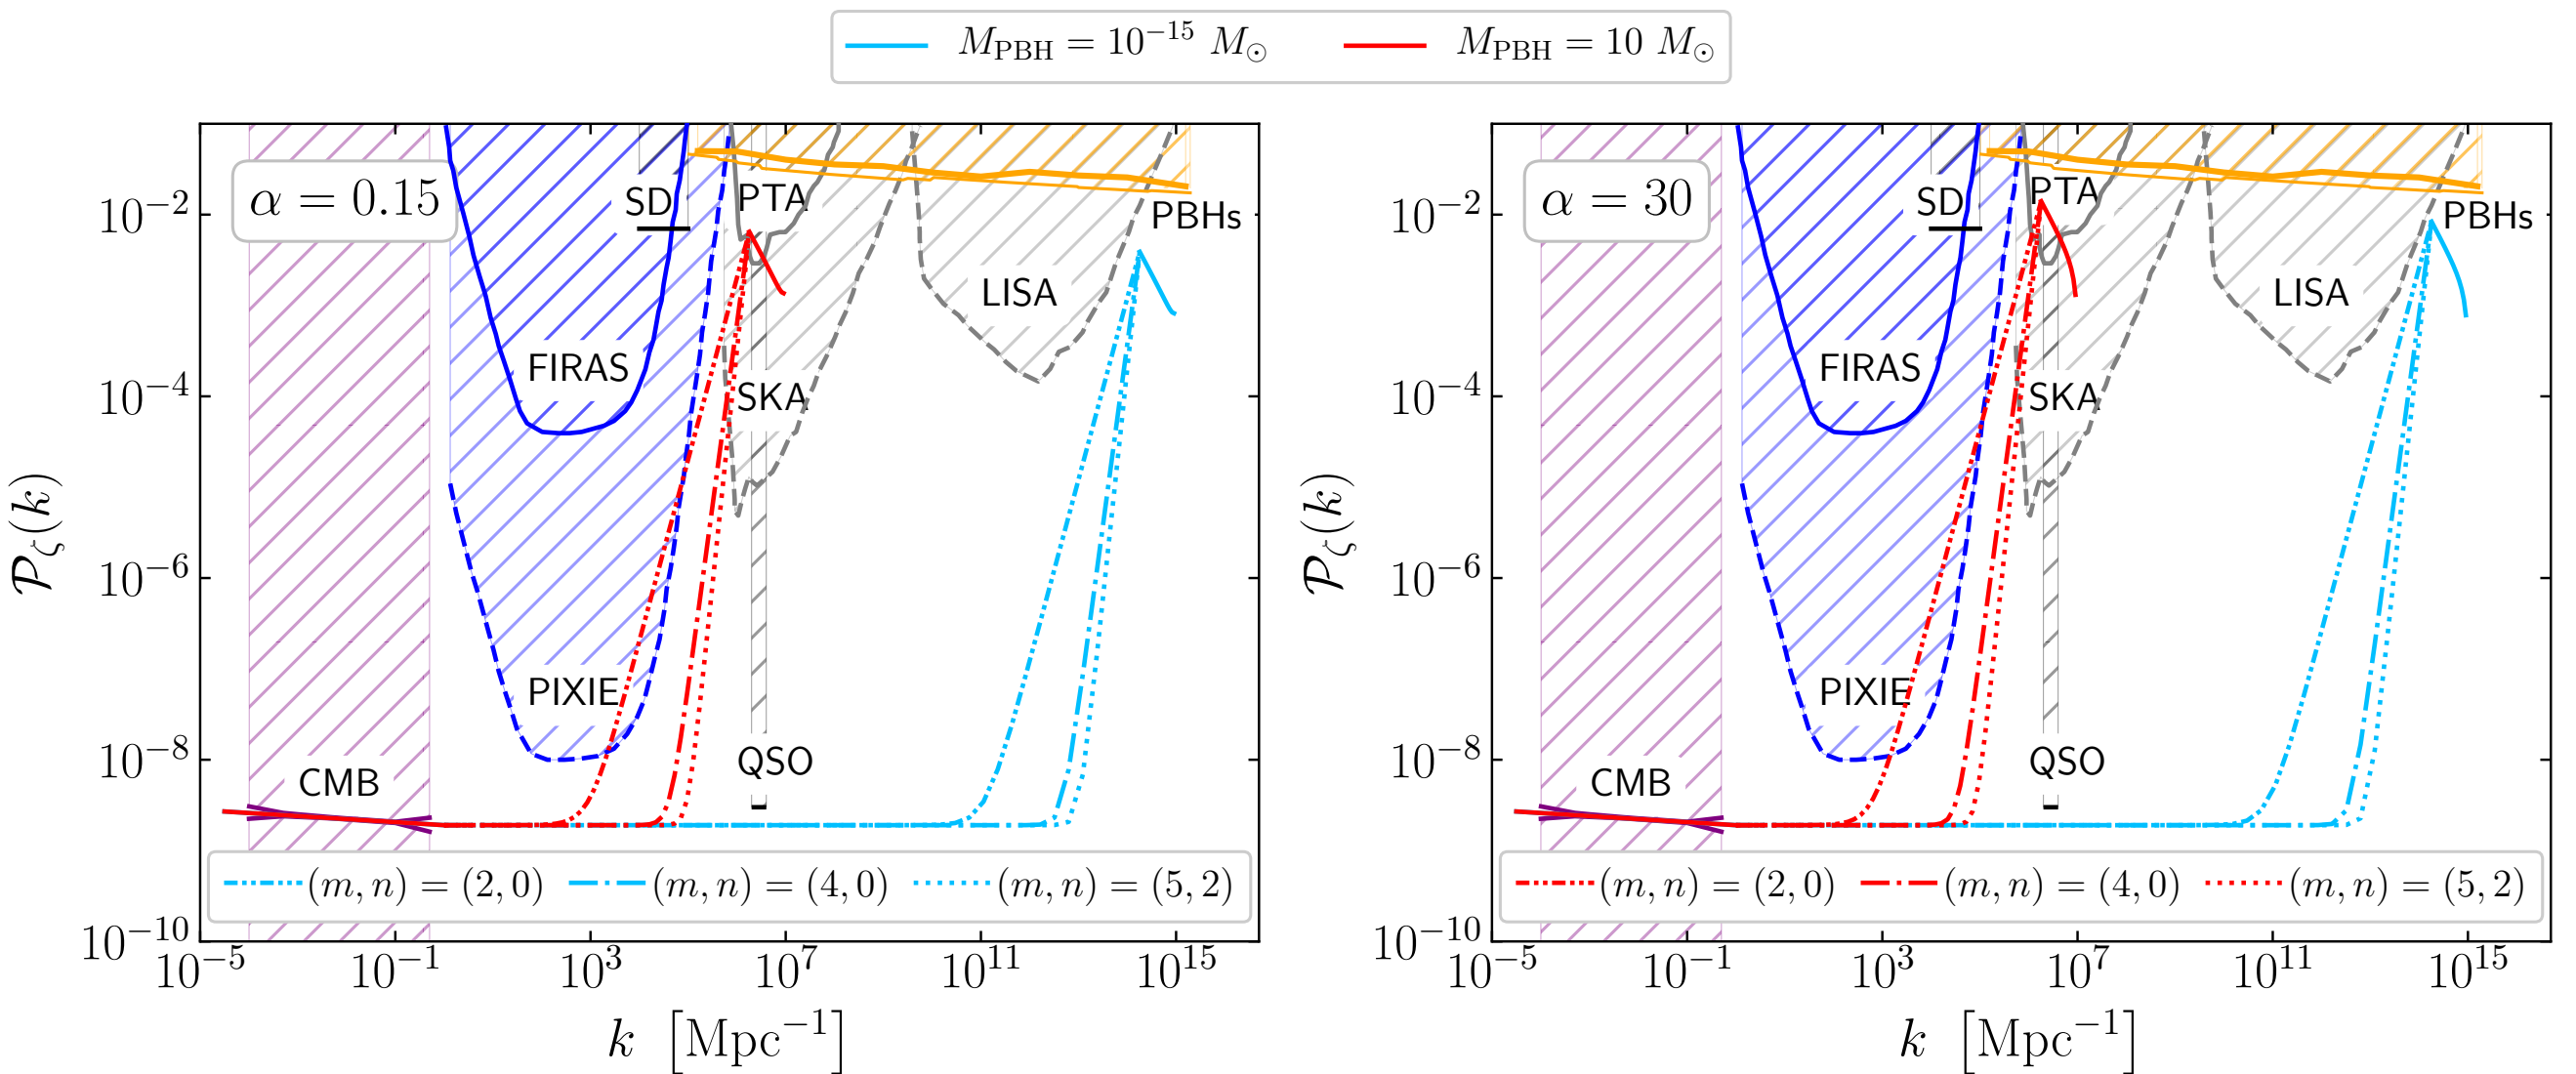 M_PBH = 10^−15 M_⊙   M_PBH = 10 M_⊙
α = 0.15
SD
PTA
PBHs
LISA
FIRAS
SKA
PIXIE
QSO
CMB
(m, n) = (2, 0)   (m, n) = (4, 0)   (m, n) = (5, 2)
10^−2
10^−4
10^−6
10^−8
10^−10
𝒫_ζ(k)
10^−5   10^−1   10^3   10^7   10^11   10^15
k [Mpc^−1]
α = 30
SD
PTA
PBHs
LISA
FIRAS
SKA
PIXIE
QSO
CMB
(m, n) = (2, 0)   (m, n) = (4, 0)   (m, n) = (5, 2)
10^−2
10^−4
10^−6
10^−8
10^−10
𝒫_ζ(k)
10^−5   10^−1   10^3   10^7   10^11   10^15
k [Mpc^−1]